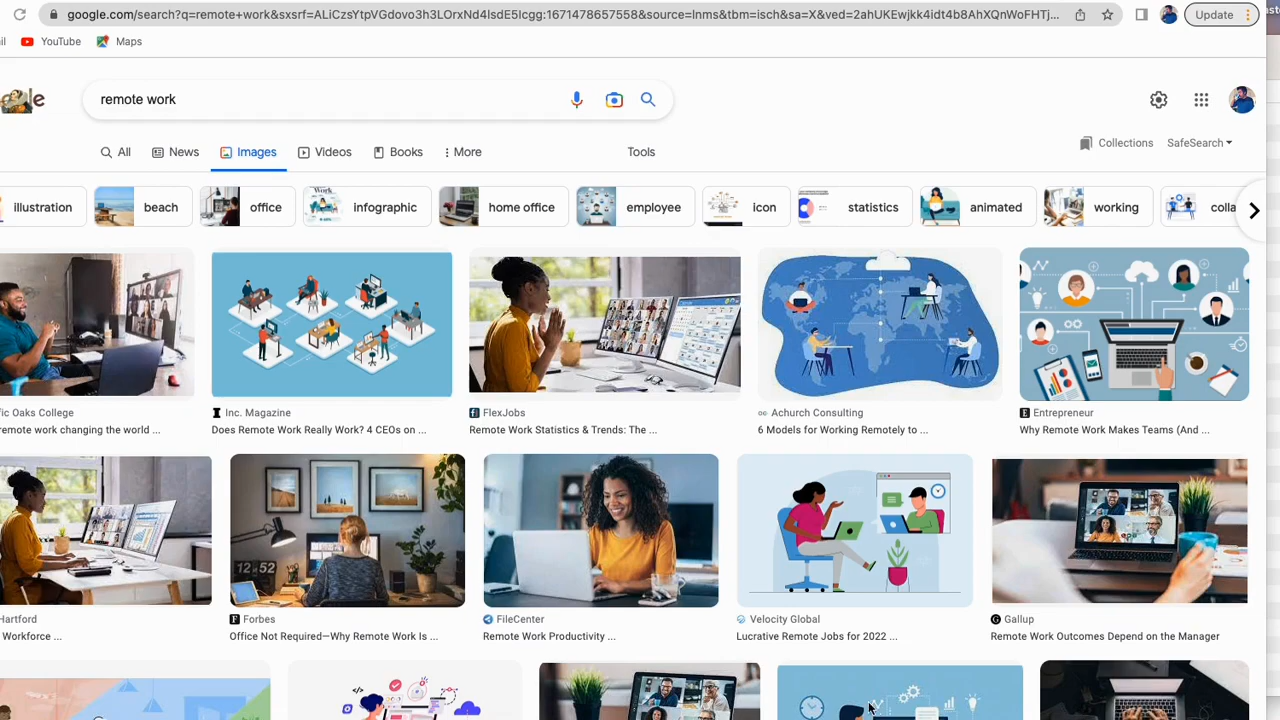 google.com/search?q=remote+work&sxsrf=ALiCzsYtpVGdovo3h3LOrxNd4lsdE5Icgg:1671478657558&source=lnms&tbm=isch&sa=X&ved=2ahUKEwjkk4idt4b8AhXQnWoFHTj...
Update
YouTube
Maps
remote work
All
News
Images
Videos
Books
More
Tools
Collections
SafeSearch
illustration
beach
office
infographic
home office
employee
icon
statistics
animated
working
colla
fic Oaks College
remote work changing the world ...
Inc. Magazine
Does Remote Work Really Work? 4 CEOs on ...
FlexJobs
Remote Work Statistics & Trends: The ...
Achurch Consulting
6 Models for Working Remotely to ...
Entrepreneur
Why Remote Work Makes Teams (And ...
Hartford
Workforce ...
Forbes
Office Not Required—Why Remote Work Is ...
FileCenter
Remote Work Productivity ...
Velocity Global
Lucrative Remote Jobs for 2022 ...
Gallup
Remote Work Outcomes Depend on the Manager